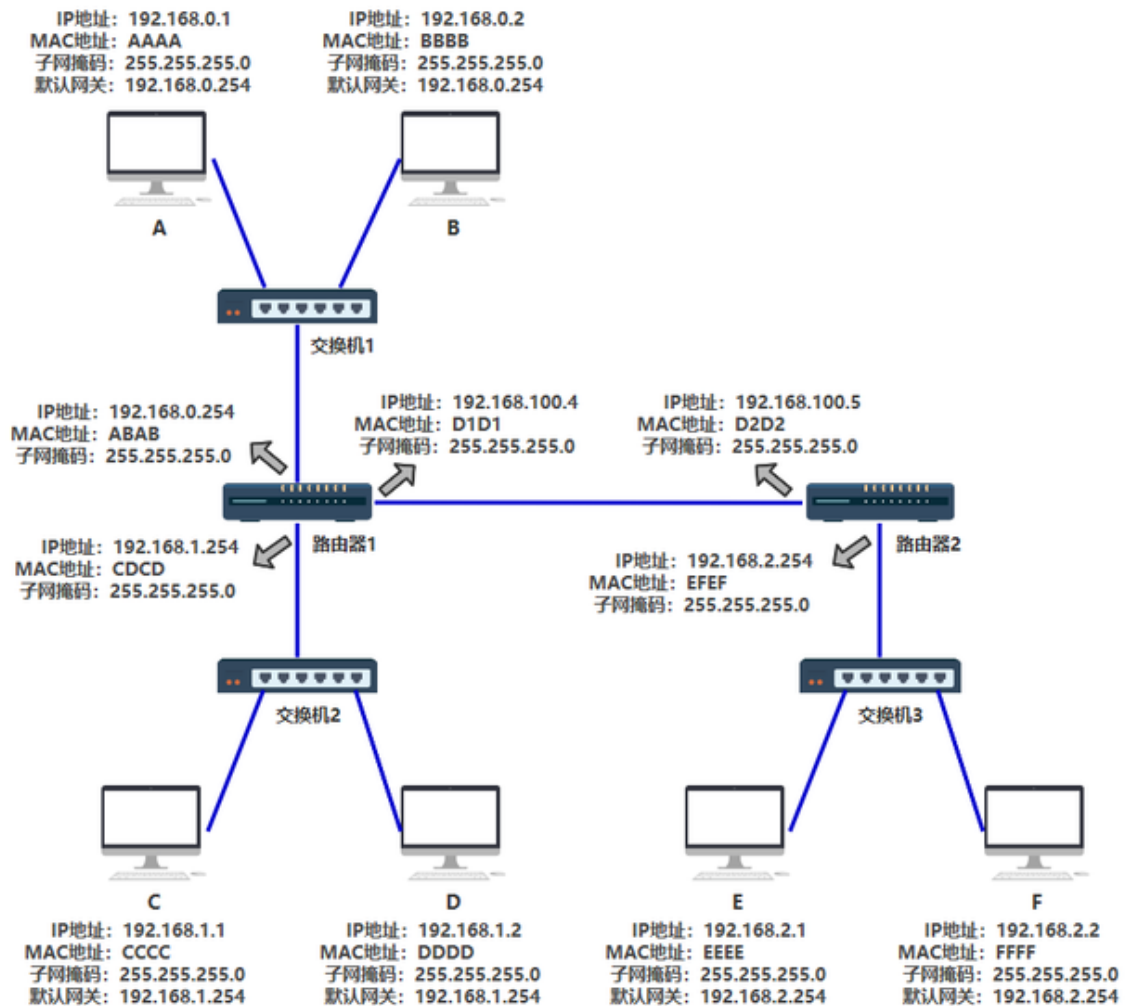 IP地址：192.168.0.1
MAC地址：AAAA
子网掩码：255.255.255.0
默认网关：192.168.0.254
IP地址：192.168.0.2
MAC地址：BBBB
子网掩码：255.255.255.0
默认网关：192.168.0.254
A
B
交换机1
IP地址：192.168.0.254
MAC地址：ABAB
子网掩码：255.255.255.0
IP地址：192.168.100.4
MAC地址：D1D1
子网掩码：255.255.255.0
IP地址：192.168.100.5
MAC地址：D2D2
子网掩码：255.255.255.0
路由器1
路由器2
IP地址：192.168.1.254
MAC地址：CDCD
子网掩码：255.255.255.0
IP地址：192.168.2.254
MAC地址：EFEF
子网掩码：255.255.255.0
交换机2
交换机3
C
IP地址：192.168.1.1
MAC地址：CCCC
子网掩码：255.255.255.0
默认网关：192.168.1.254
D
IP地址：192.168.1.2
MAC地址：DDDD
子网掩码：255.255.255.0
默认网关：192.168.1.254
E
IP地址：192.168.2.1
MAC地址：EEEE
子网掩码：255.255.255.0
默认网关：192.168.2.254
F
IP地址：192.168.2.2
MAC地址：FFFF
子网掩码：255.255.255.0
默认网关：192.168.2.254